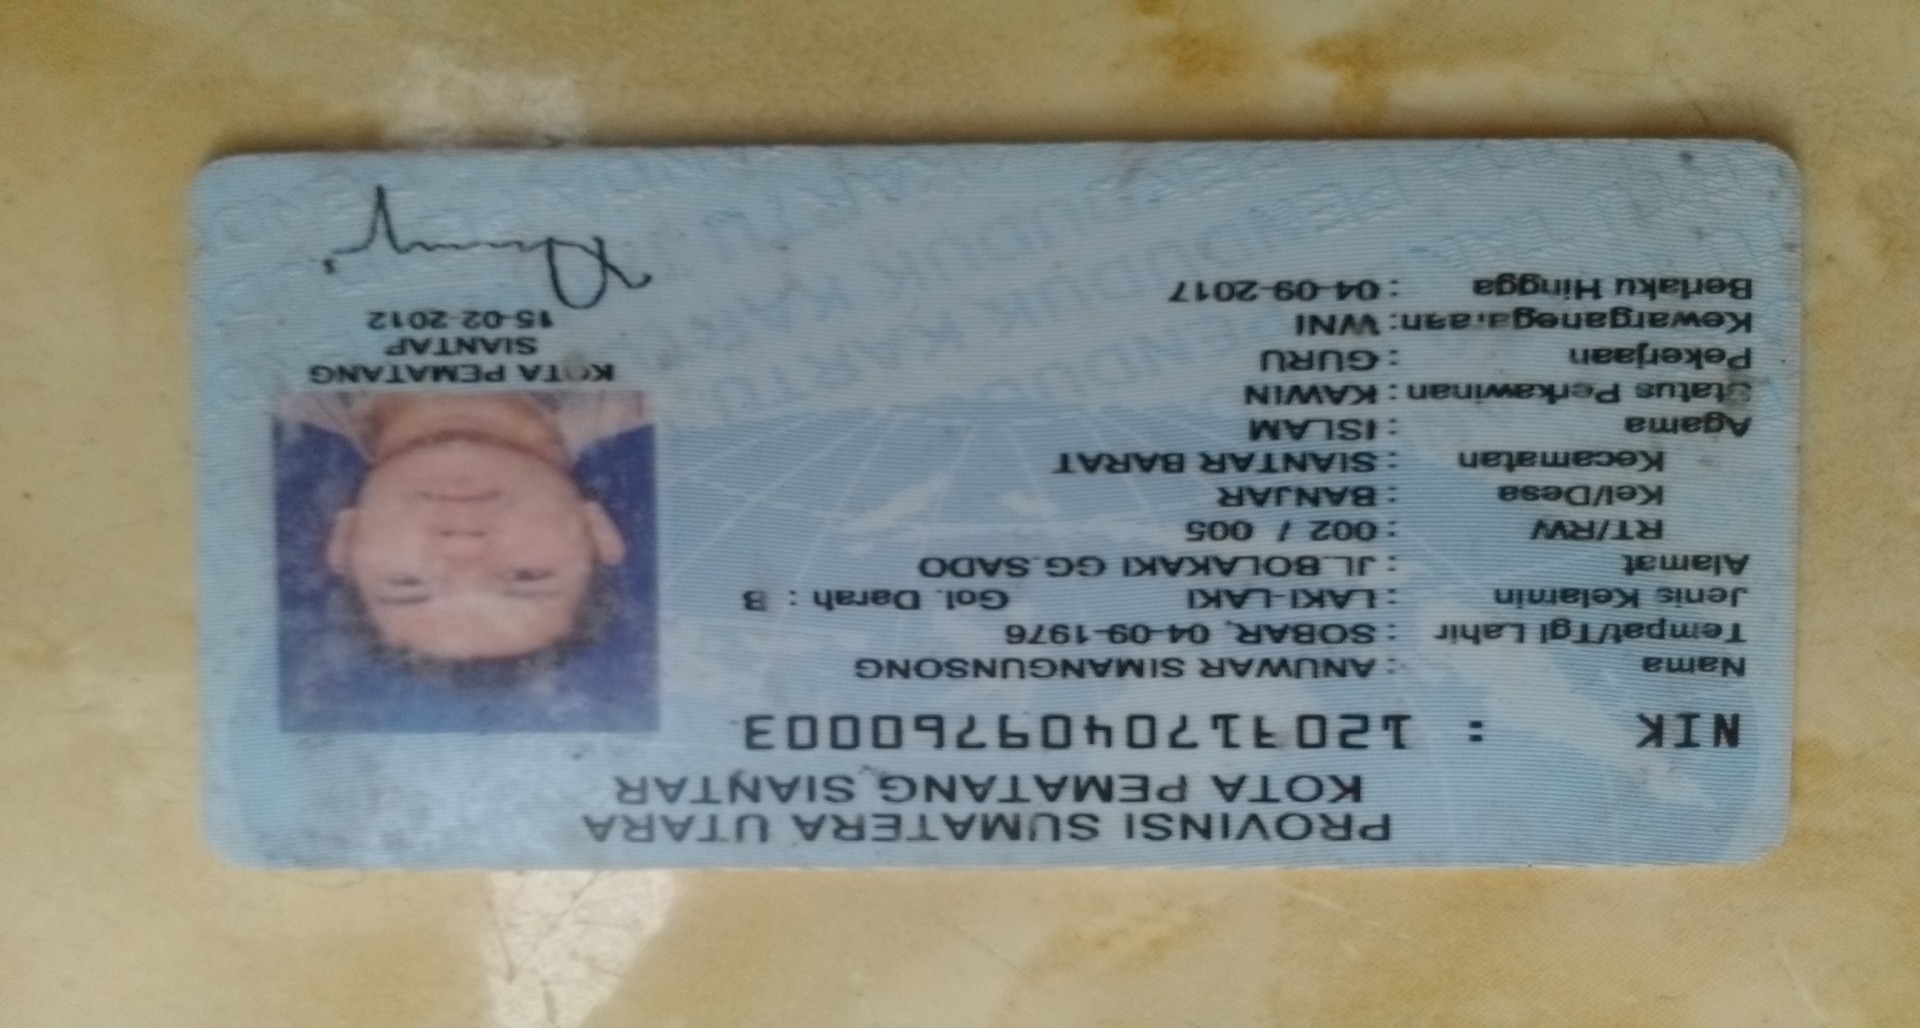 PROVINSI SUMATERA UTARA
KOTA PEMATANG SIANTAR
NIK :
Nama : ANUWAR SIMANGUNSONG
Tempat/Tgl Lahir : SOBAR, 04-09-1976
Jenis Kelamin : LAKI-LAKI Gol. Darah : B
Alamat : JL.BOLAKAKI GG.SADO
RT/RW : 002 / 005
Kel/Desa : BANJAR
Kecamatan : SIANTAR BARAT
Agama : ISLAM
Status Perkawinan : KAWIN
Pekerjaan : GURU
Kewarganegaraan: WNI
Berlaku Hingga : 04-09-2017
KOTA PEMATANG
SIANTAR
15-02-2012